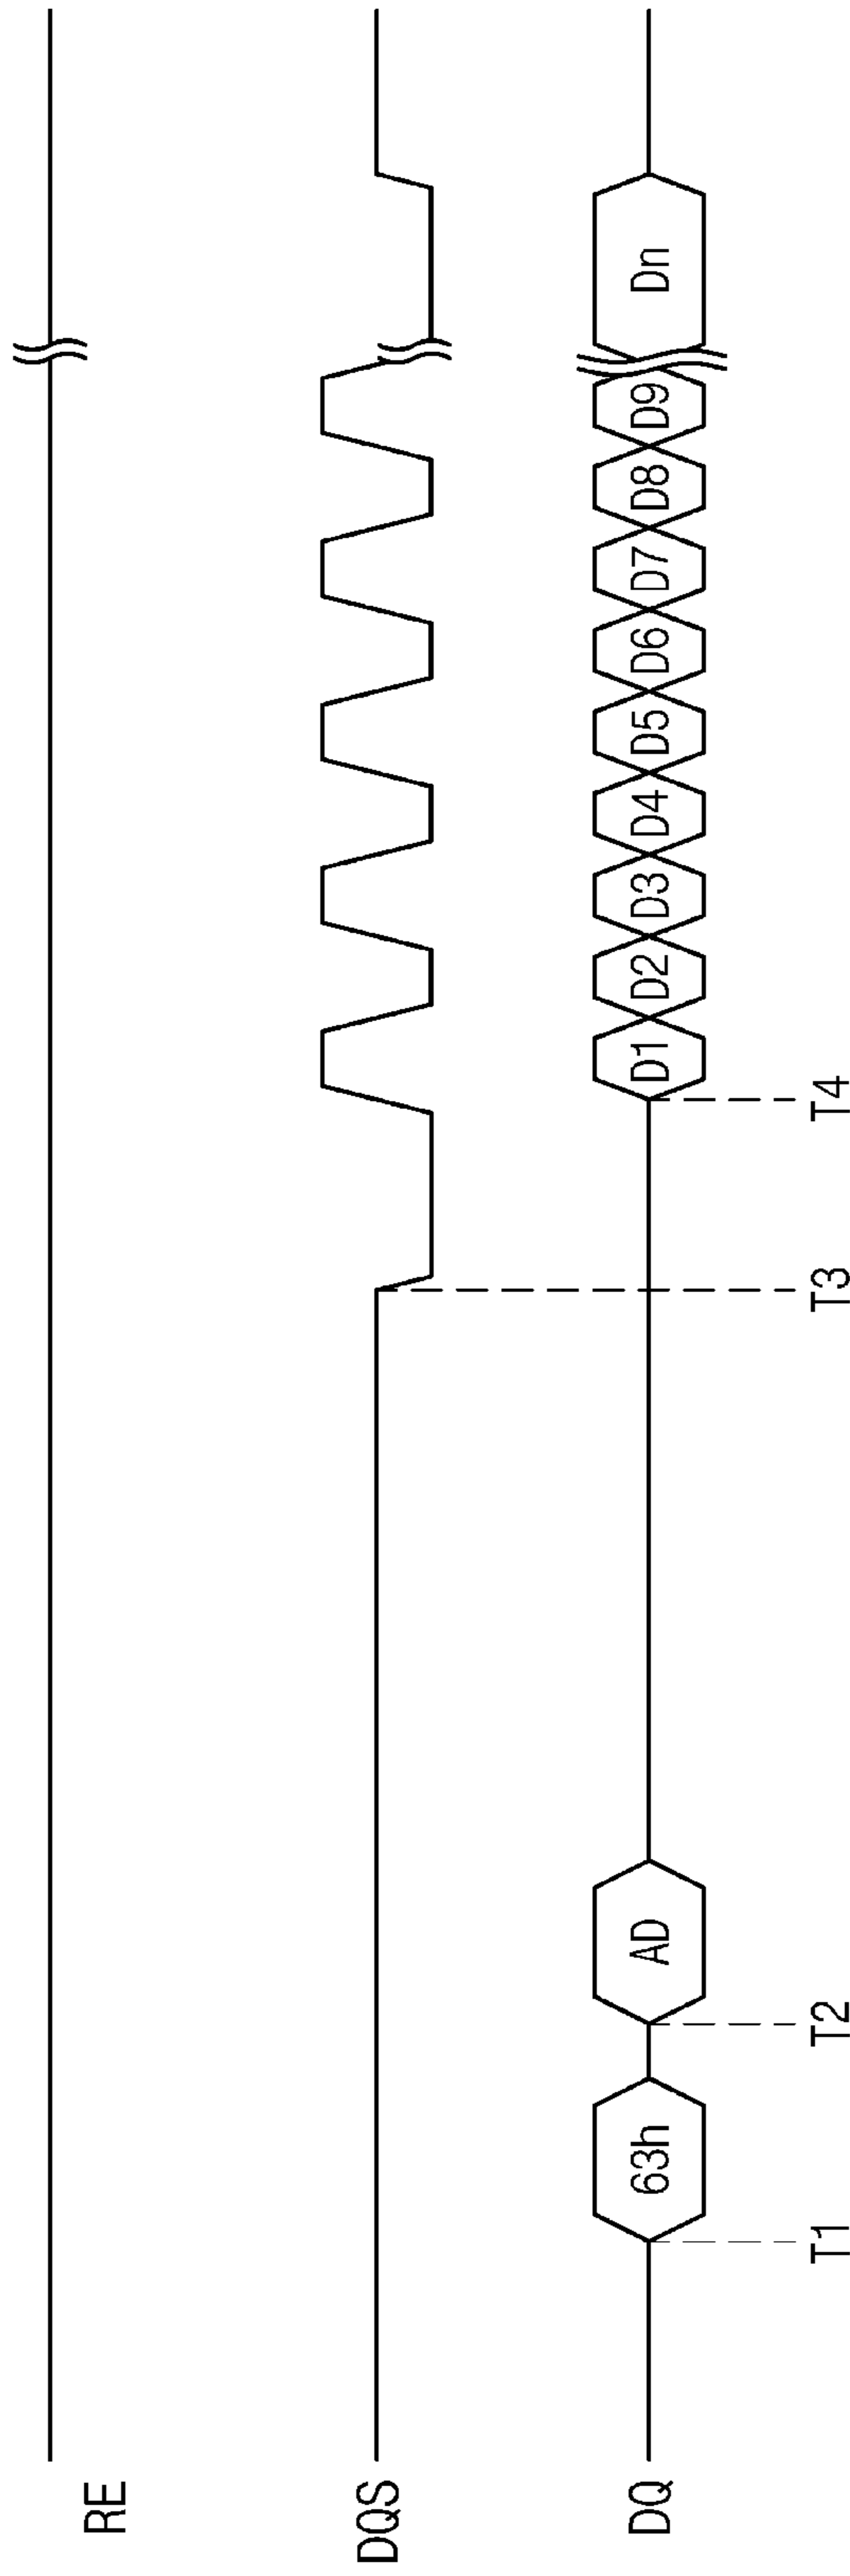 RE
DQS
DQ
63h AD D1 D2 D3 D4 D5 D6 D7 D8 D9 Dn
T1 T2 T3 T4